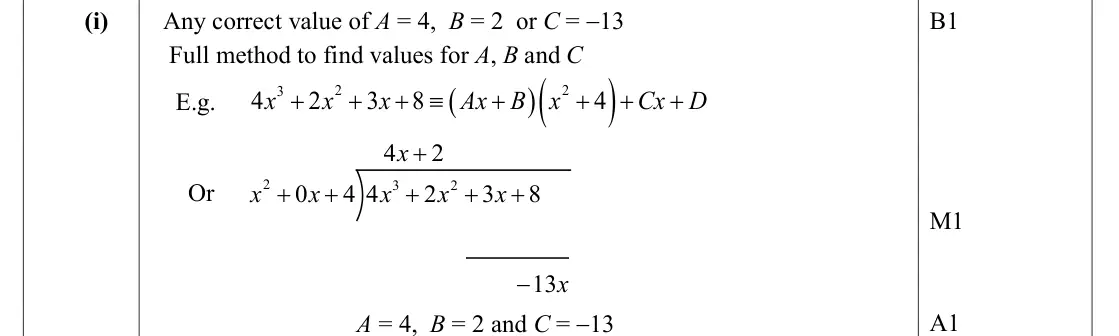 (i) Any correct value of A = 4, B = 2 or C = −13 B1
Full method to find values for A, B and C
E.g. 4x³ + 2x² + 3x + 8 ≡ (Ax + B)(x² + 4) + Cx + D
4x + 2
Or x² + 0x + 4)4x³ + 2x² + 3x + 8
M1
−13x
A = 4, B = 2 and C = −13 A1